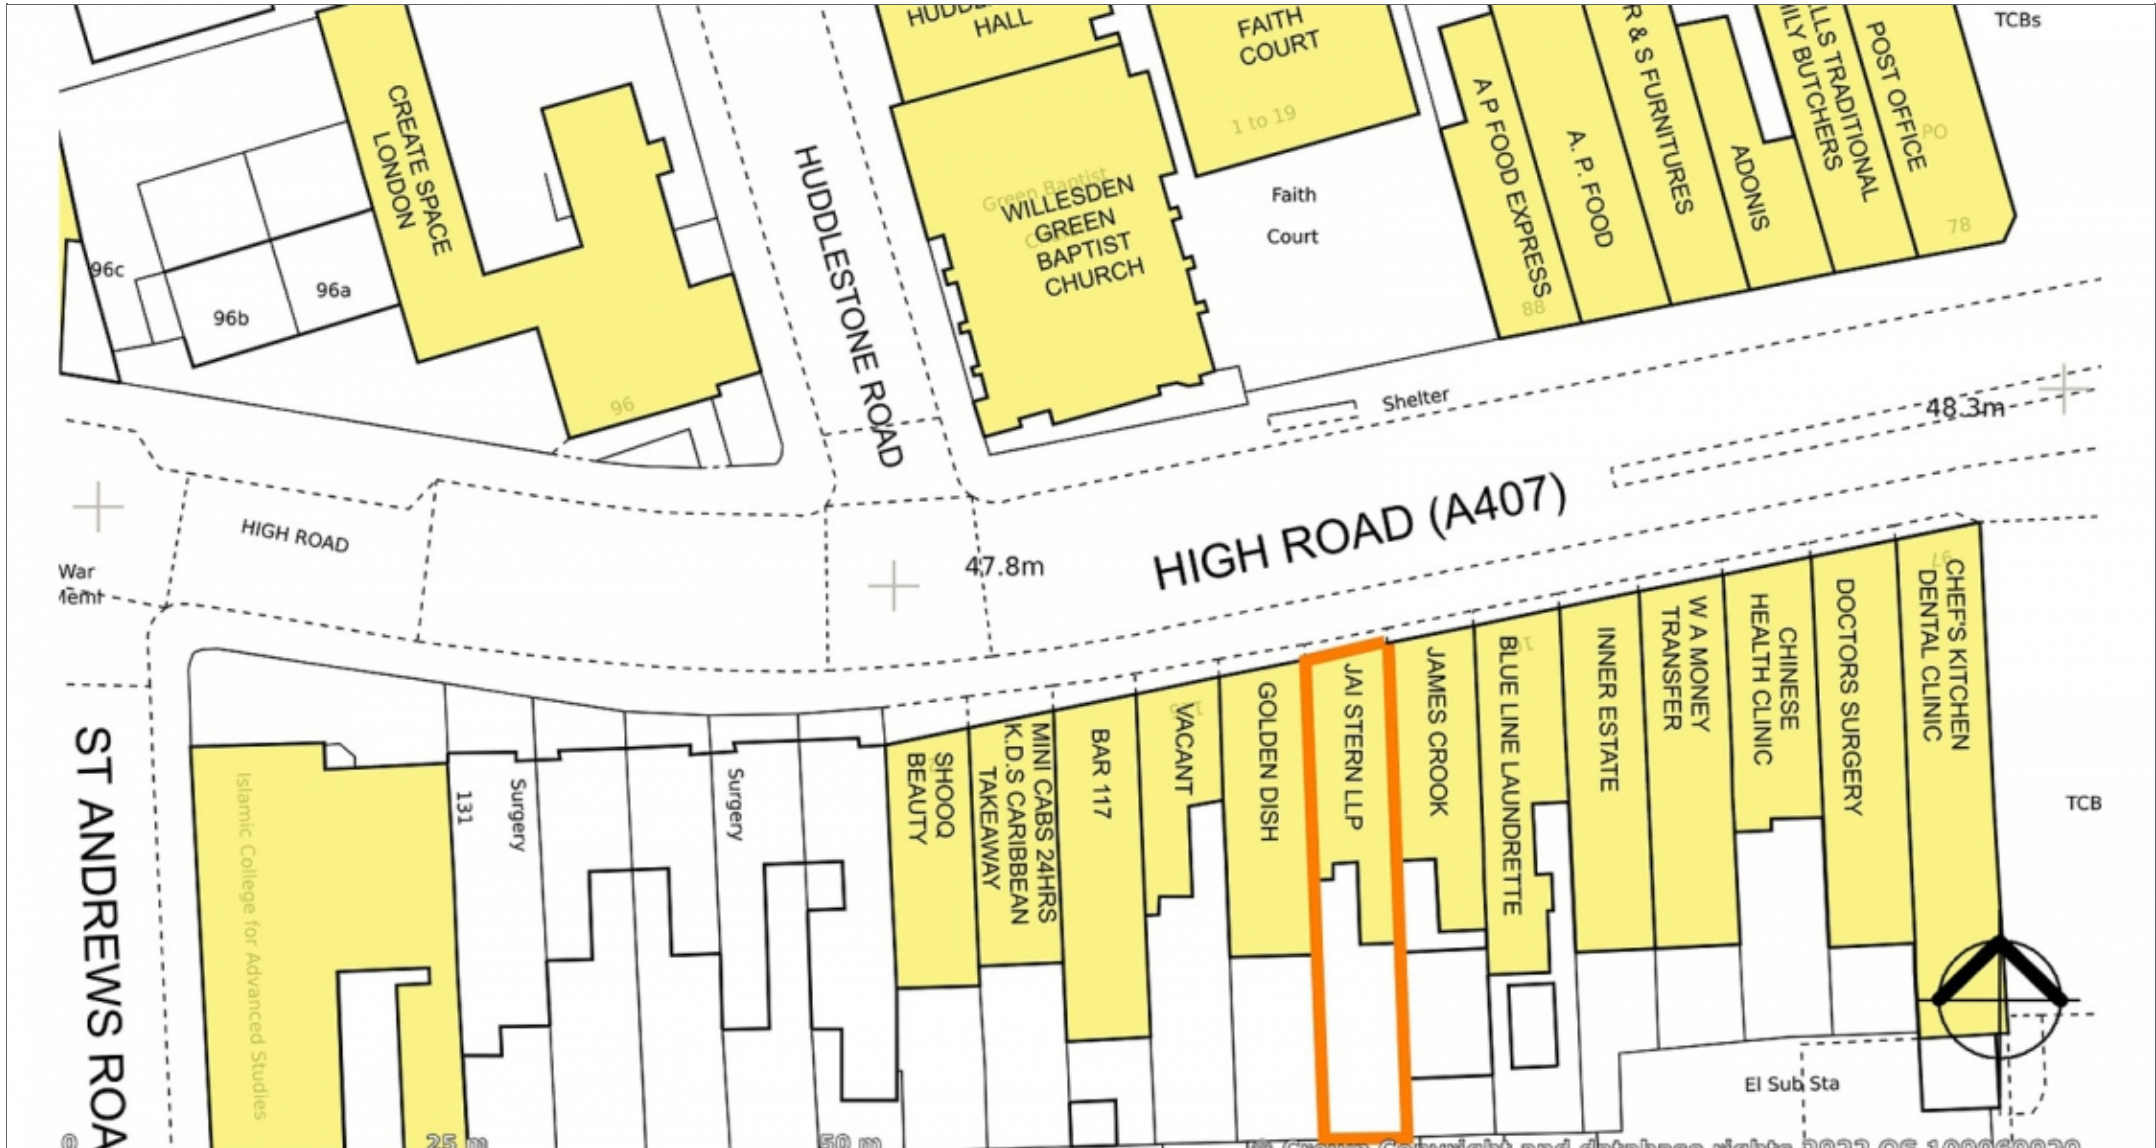 HALL
FAITH
COURT
1 to 19
Faith
Court
CREATE SPACE
LONDON
96c
96b
96a
96
HUDDLESTONE ROAD
Green Baptist
WILLESDEN
GREEN
BAPTIST
CHURCH
A P FOOD EXPRESS
88
A. P. FOOD
R & S FURNITURES
ADONIS
LLS TRADITIONAL
ILY BUTCHERS
POST OFFICE
PO
78
TCBs
Shelter
48.3m
HIGH ROAD (A407)
HIGH ROAD
47.8m
War
Meml
ST ANDREWS ROA
Islamic College for Advanced Studies
131
Surgery
Surgery
SHOOQ
BEAUTY
MINI CABS 24HRS
K.D.S CARIBBEAN
TAKEAWAY
BAR 117
VACANT
GOLDEN DISH
JAI STERN LLP
JAMES CROOK
BLUE LINE LAUNDRETTE
INNER ESTATE
W A MONEY
TRANSFER
CHINESE
HEALTH CLINIC
DOCTORS SURGERY
97
CHEF'S KITCHEN
DENTAL CLINIC
TCB
El Sub Sta
0
25 m
50 m